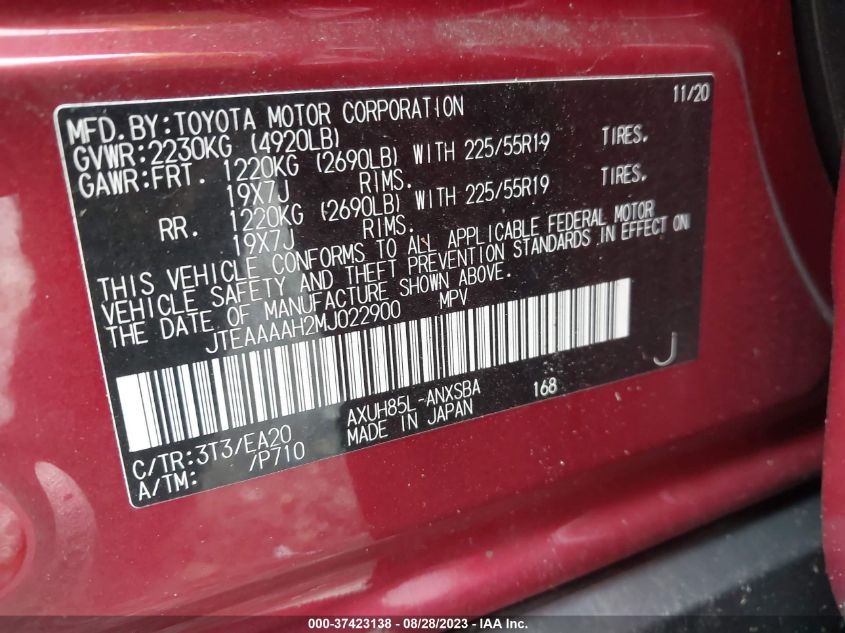 11/20
MFD.BY:TOYOTA MOTOR CORPORATION
GVWR:2230KG (4920LB)
GAWR:FRT. 1220KG (2690LB) WITH 225/55R19 TIRES.
19X7J RIMS.
RR. 1220KG (2690LB) WITH 225/55R19 TIRES.
19X7J RIMS.
THIS VEHICLE CONFORMS TO ALL APPLICABLE FEDERAL MOTOR
VEHICLE SAFETY AND THEFT PREVENTION STANDARDS IN EFFECT ON
THE DATE OF MANUFACTURE SHOWN ABOVE.
JTEAAAAH2MJ022900 MPV
J
AXUH85L-ANXSBA 168
MADE IN JAPAN
C/TR:3T3/EA20
A/TM: /P710
000-37423138 - 08/28/2023 - © IAA Inc.